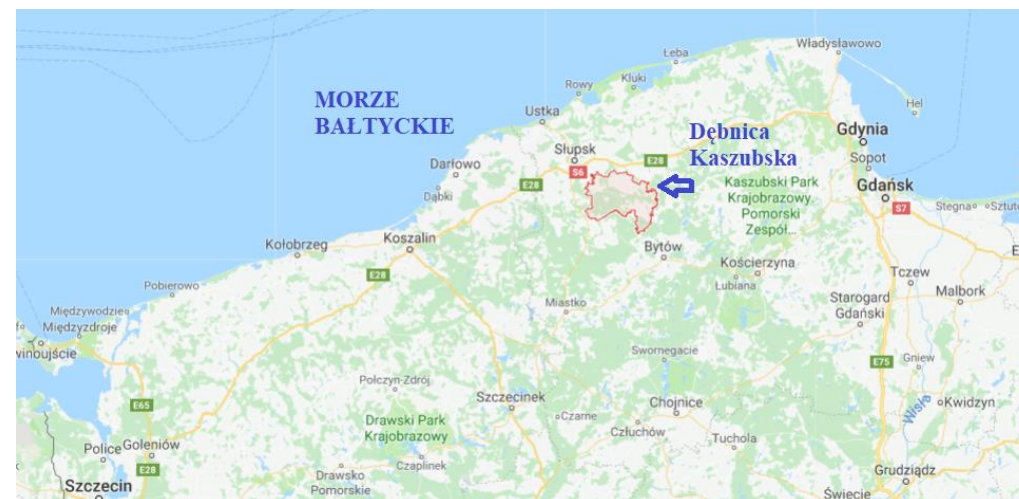 Władysławowo
Łeba
Kluki
Rowy
MORZE
BAŁTYCKIE
Ustka
Hel
Dębnica
Kaszubska
Gdynia
Słupsk
E28
Sopot
Darłowo
S6
E28
Dąbki
Kaszubski Park
Krajobrazowy
Pomorski
Zespół...
Gdańsk
S7
Stegna
Sztuto
Kołobrzeg
Koszalin
Bytów
E28
Kościerzyna
Łubiana
Tczew
Malbork
Pobierowo
Miastko
Starogard
Gdański
Międzywodzie
Międzyzdroje
winoujście
Swornegacie
E75
Gniew
Połczyn-Zdrój
Szczecinek
Chojnice
Wisła
Kwidzyn
E65
Czarne
Drawski Park
Krajobrazowy
Człuchów
Tuchola
Police
Goleniów
E28
Czaplinek
Drawsko
Pomorskie
Grudziądz
Szczecin
Świecie